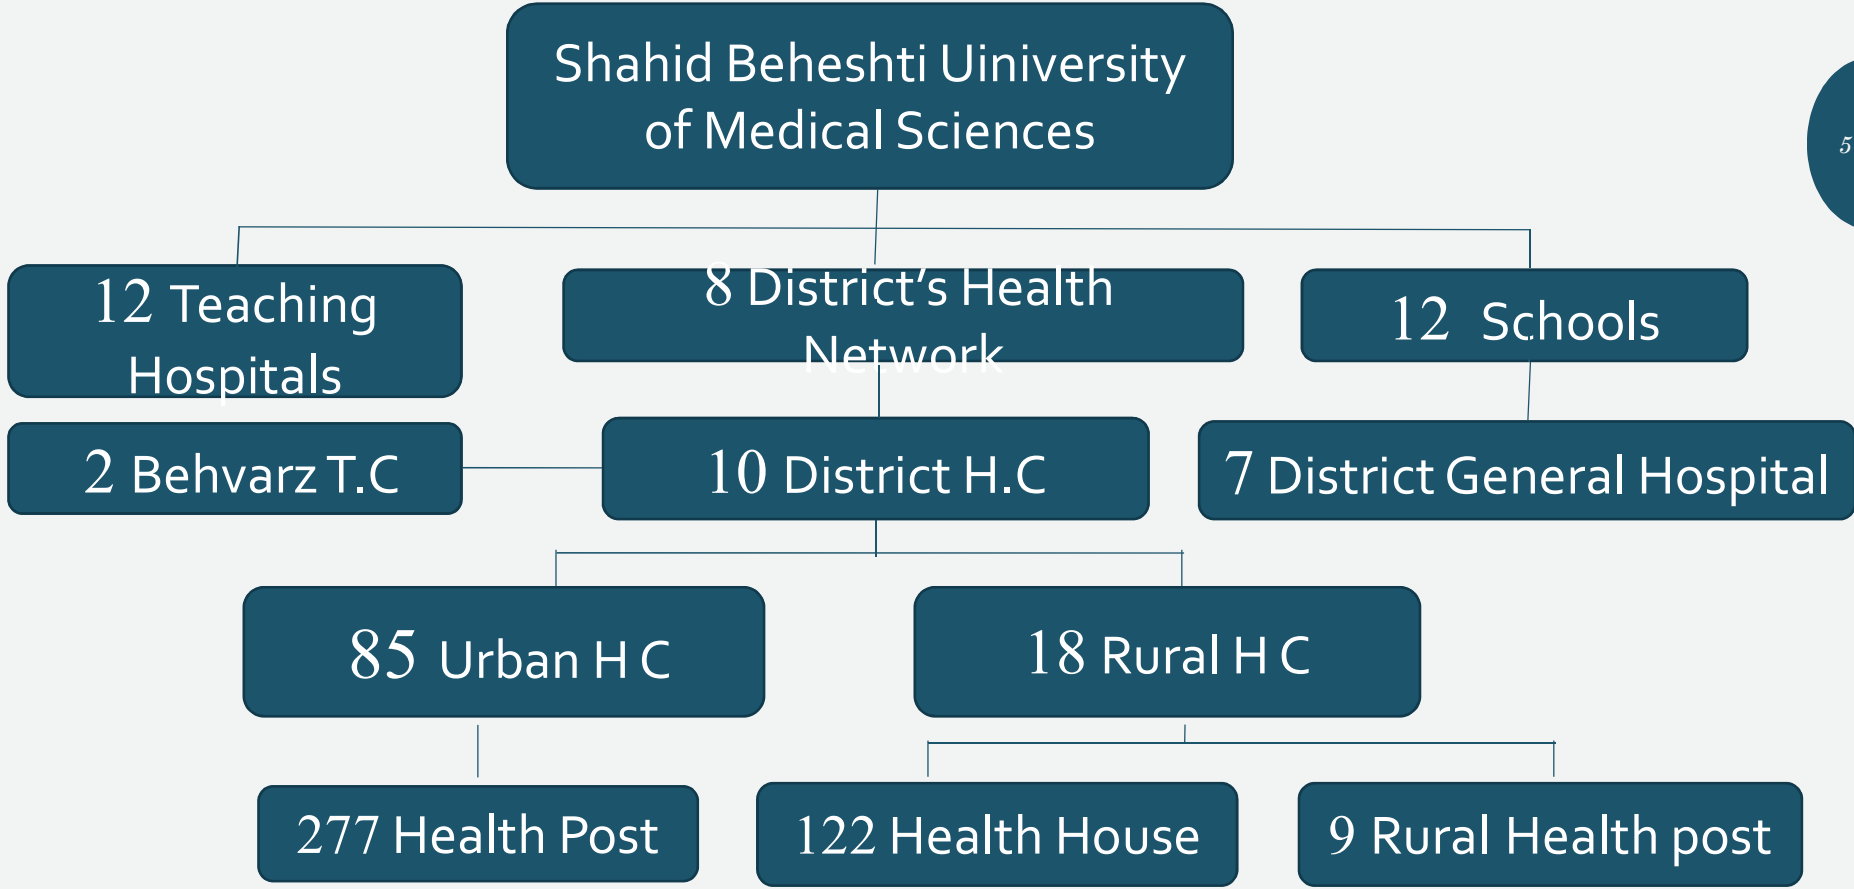 Shahid Beheshti Uiniversity
of Medical Sciences
5
12 Teaching
Hospitals
8 District's Health
Network
12 Schools
2 Behvarz T.C
10 District H.C
7 District General Hospital
85 Urban H C
18 Rural H C
277 Health Post
122 Health House
9 Rural Health post